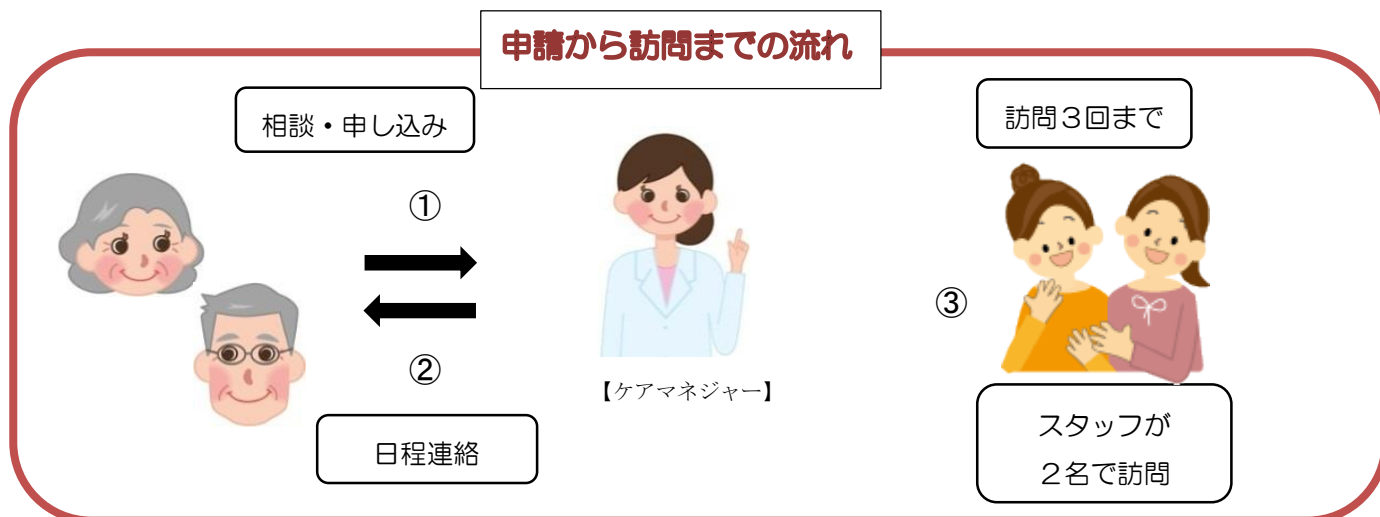 申請から訪問までの流れ
相談・申し込み
①
②
日程連絡
【ケアマネジャー】
訪問３回まで
③
スタッフが
２名で訪問